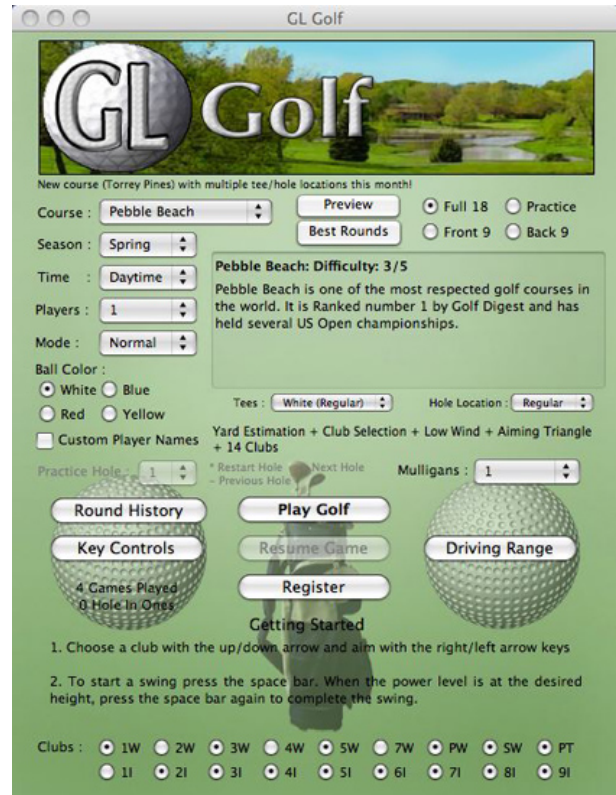 GL Golf
GL Golf
New course (Torrey Pines) with multiple tee/hole locations this month!
Course : Pebble Beach Preview Full 18 Practice
Best Rounds Front 9 Back 9
Season : Spring
Time : Daytime
Players : 1
Mode : Normal
Pebble Beach: Difficulty: 3/5
Pebble Beach is one of the most respected golf courses in
the world. It is Ranked number 1 by Golf Digest and has
held several US Open championships.
Ball Color :
White Blue
Red Yellow
Tees : White (Regular) Hole Location : Regular
Custom Player Names
Yard Estimation + Club Selection + Low Wind + Aiming Triangle
+ 14 Clubs
Practice Hole : 1
* Restart Hole + Next Hole
- Previous Hole
Mulligans : 1
Round History Play Golf
Key Controls Resume Game Driving Range
Register
4 Games Played
0 Hole In Ones
Getting Started
1. Choose a club with the up/down arrow and aim with the right/left arrow keys
2. To start a swing press the space bar. When the power level is at the desired
height, press the space bar again to complete the swing.
Clubs : 1W 2W 3W 4W 5W 7W PW SW PT
1I 2I 3I 4I 5I 6I 7I 8I 9I